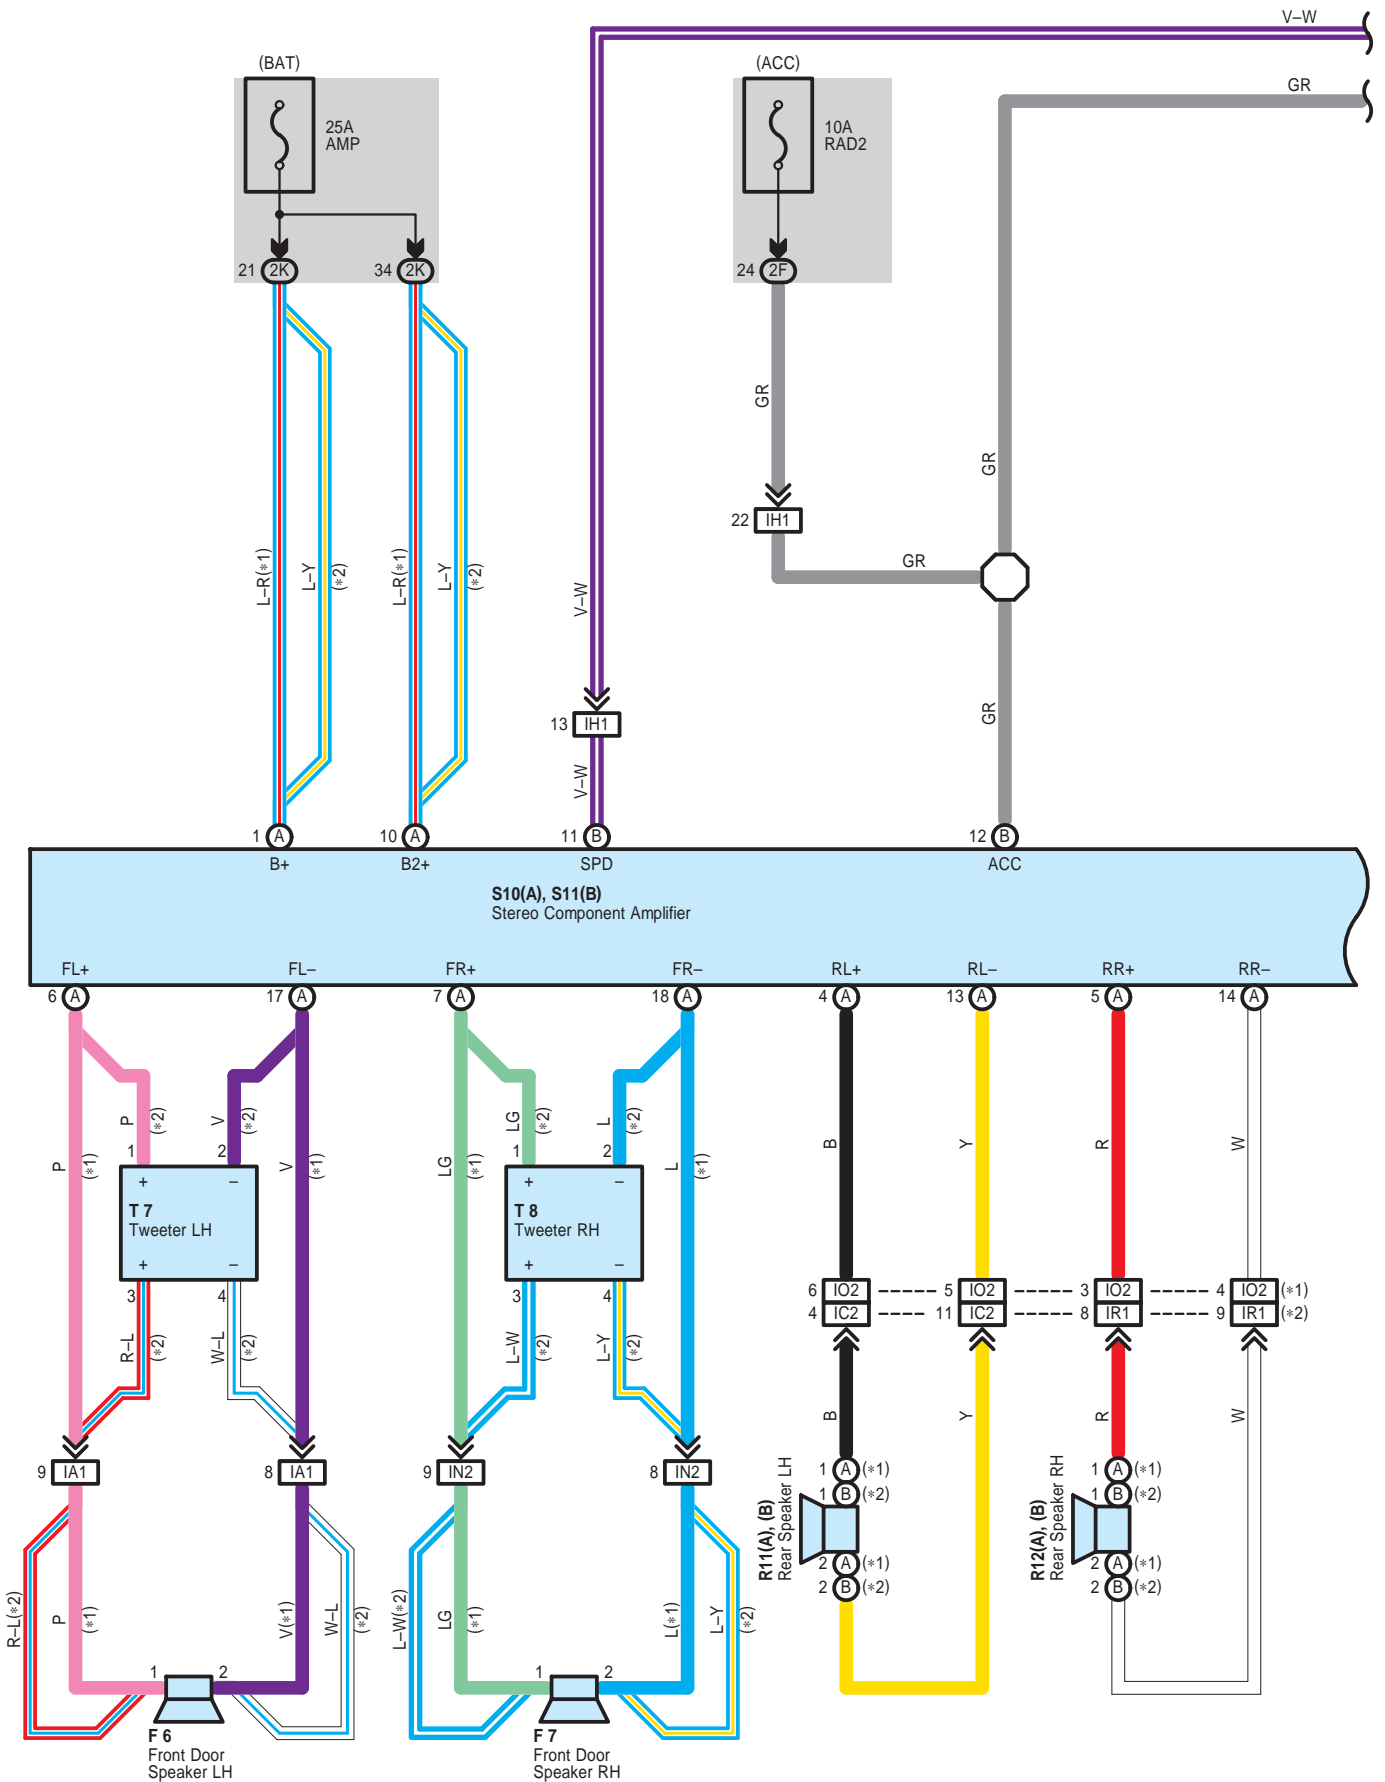 V–W
(BAT)
(ACC)
GR
25A
AMP
10A
RAD2
21 2K
34 2K
24 2F
GR
GR
22 IH1
GR
L–R(*1)
L–Y
(*2)
L–R(*1)
L–Y
(*2)
V–W
GR
13 IH1
V–W
1 A
10 A
11 B
12 B
B+
B2+
SPD
ACC
S10(A), S11(B)
Stereo Component Amplifier
FL+
FL–
FR+
FR–
RL+
RL–
RR+
RR–
6 A
17 A
7 A
18 A
4 A
13 A
5 A
14 A
P
(*2)
V
(*2)
LG
(*2)
L
(*2)
P
(*1)
V
(*1)
LG
(*1)
L
(*1)
B
Y
R
W
1
2
1
2
+ –
+ –
T 7
Tweeter LH
T 8
Tweeter RH
+ –
+ –
3
4
3
4
R–L
(*2)
W–L
(*2)
L–W
(*2)
L–Y
(*2)
6 IO2
5 IO2
3 IO2
4 IO2 (*1)
4 IC2
11 IC2
8 IR1
9 IR1 (*2)
B
Y
R
W
9 IA1
8 IA1
9 IN2
8 IN2
1 A (*1)
1 B (*2)
1 A (*1)
1 B (*2)
R11(A), (B)
Rear Speaker LH
R12(A), (B)
Rear Speaker RH
2 A (*1)
2 B (*2)
2 A (*1)
2 B (*2)
R–L(*2)
P
(*1)
V(*1)
W–L
(*2)
L–W(*2)
LG
(*1)
L(*1)
L–Y
(*2)
1
2
1
2
F 6
Front Door
Speaker LH
F 7
Front Door
Speaker RH